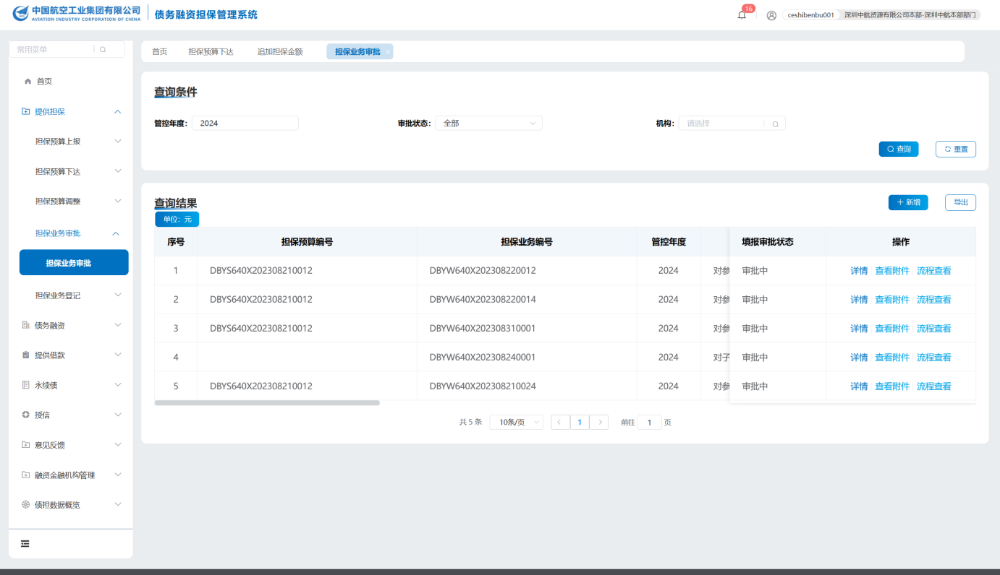 中国航空工业集团有限公司
AVIATION INDUSTRY CORPORATION OF CHINA
债务融资担保管理系统
16
ceshibenbu001 深圳中航资源有限公司本部-深圳中航本部部门
常用菜单
首页
提供担保
担保预算上报
担保预算下达
担保预算调整
担保业务审批
担保业务审批
担保业务登记
债务融资
提供借款
永续债
授信
意见反馈
融资金融机构管理
债担数据概览
首页 担保预算下达 追加担保金额 担保业务审批
查询条件
管控年度: 2024 审批状态: 全部 机构: 请选择
查询 重置
查询结果
新增 导出
单位: 元
序号 担保预算编号 担保业务编号 管控年度 填报审批状态 操作
1 DBYS640X202308210012 DBYW640X202308220012 2024 对参 审批中 详情 查看附件 流程查看
2 DBYS640X202308210012 DBYW640X202308220014 2024 对参 审批中 详情 查看附件 流程查看
3 DBYS640X202308210012 DBYW640X202308310001 2024 对参 审批中 详情 查看附件 流程查看
4 DBYW640X202308240001 2024 对子 审批中 详情 查看附件 流程查看
5 DBYS640X202308210012 DBYW640X202308210024 2024 对参 审批中 详情 查看附件 流程查看
共 5 条 10条/页 1 前往 1 页